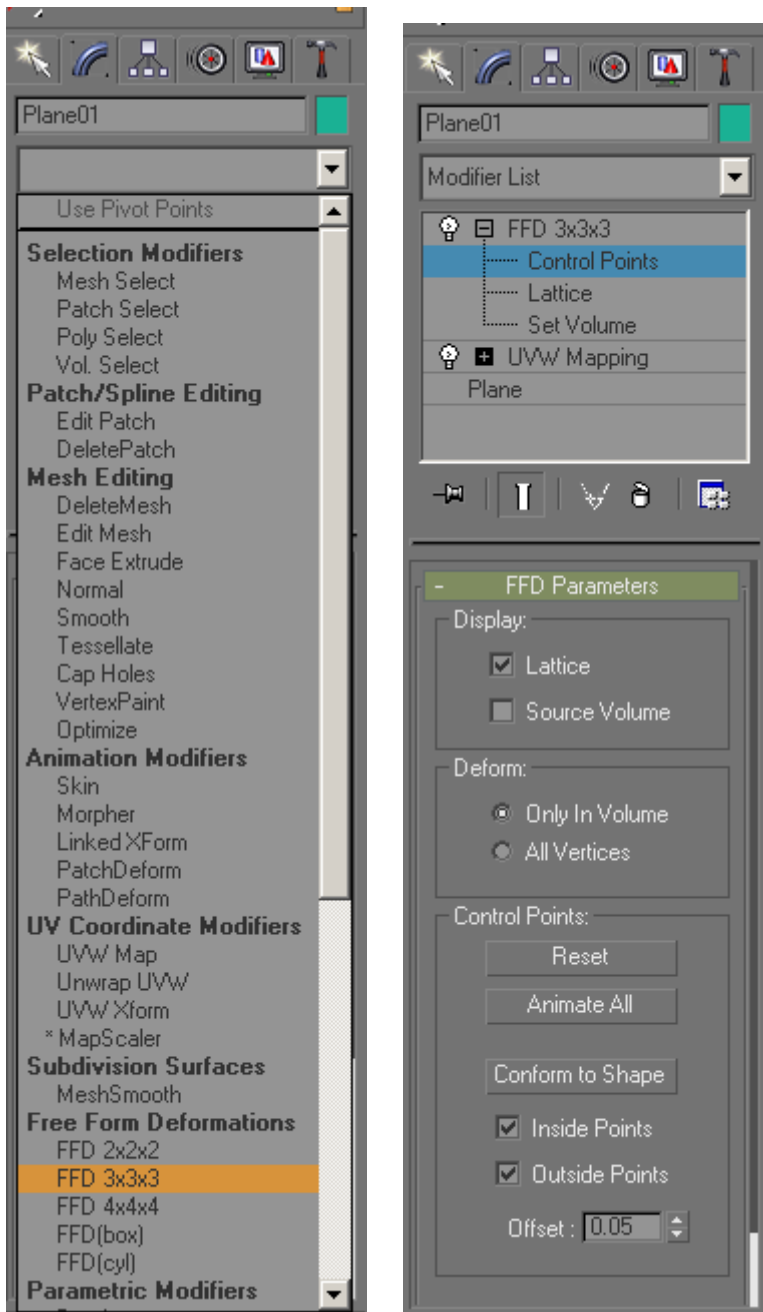 Plane01
Use Pivot Points
Selection Modifiers
Mesh Select
Patch Select
Poly Select
Vol. Select
Patch/Spline Editing
Edit Patch
DeletePatch
Mesh Editing
DeleteMesh
Edit Mesh
Face Extrude
Normal
Smooth
Tessellate
Cap Holes
VertexPaint
Optimize
Animation Modifiers
Skin
Morpher
Linked XForm
PatchDeform
PathDeform
UV Coordinate Modifiers
UVW Map
Unwrap UVW
UVW Xform
* MapScaler
Subdivision Surfaces
MeshSmooth
Free Form Deformations
FFD 2x2x2
FFD 3x3x3
FFD 4x4x4
FFD(box)
FFD(cyl)
Parametric Modifiers
Plane01
Modifier List
FFD 3x3x3
Control Points
Lattice
Set Volume
UVW Mapping
Plane
- FFD Parameters
Display:
Lattice
Source Volume
Deform:
Only In Volume
All Vertices
Control Points:
Reset
Animate All
Conform to Shape
Inside Points
Outside Points
Offset : 0.05